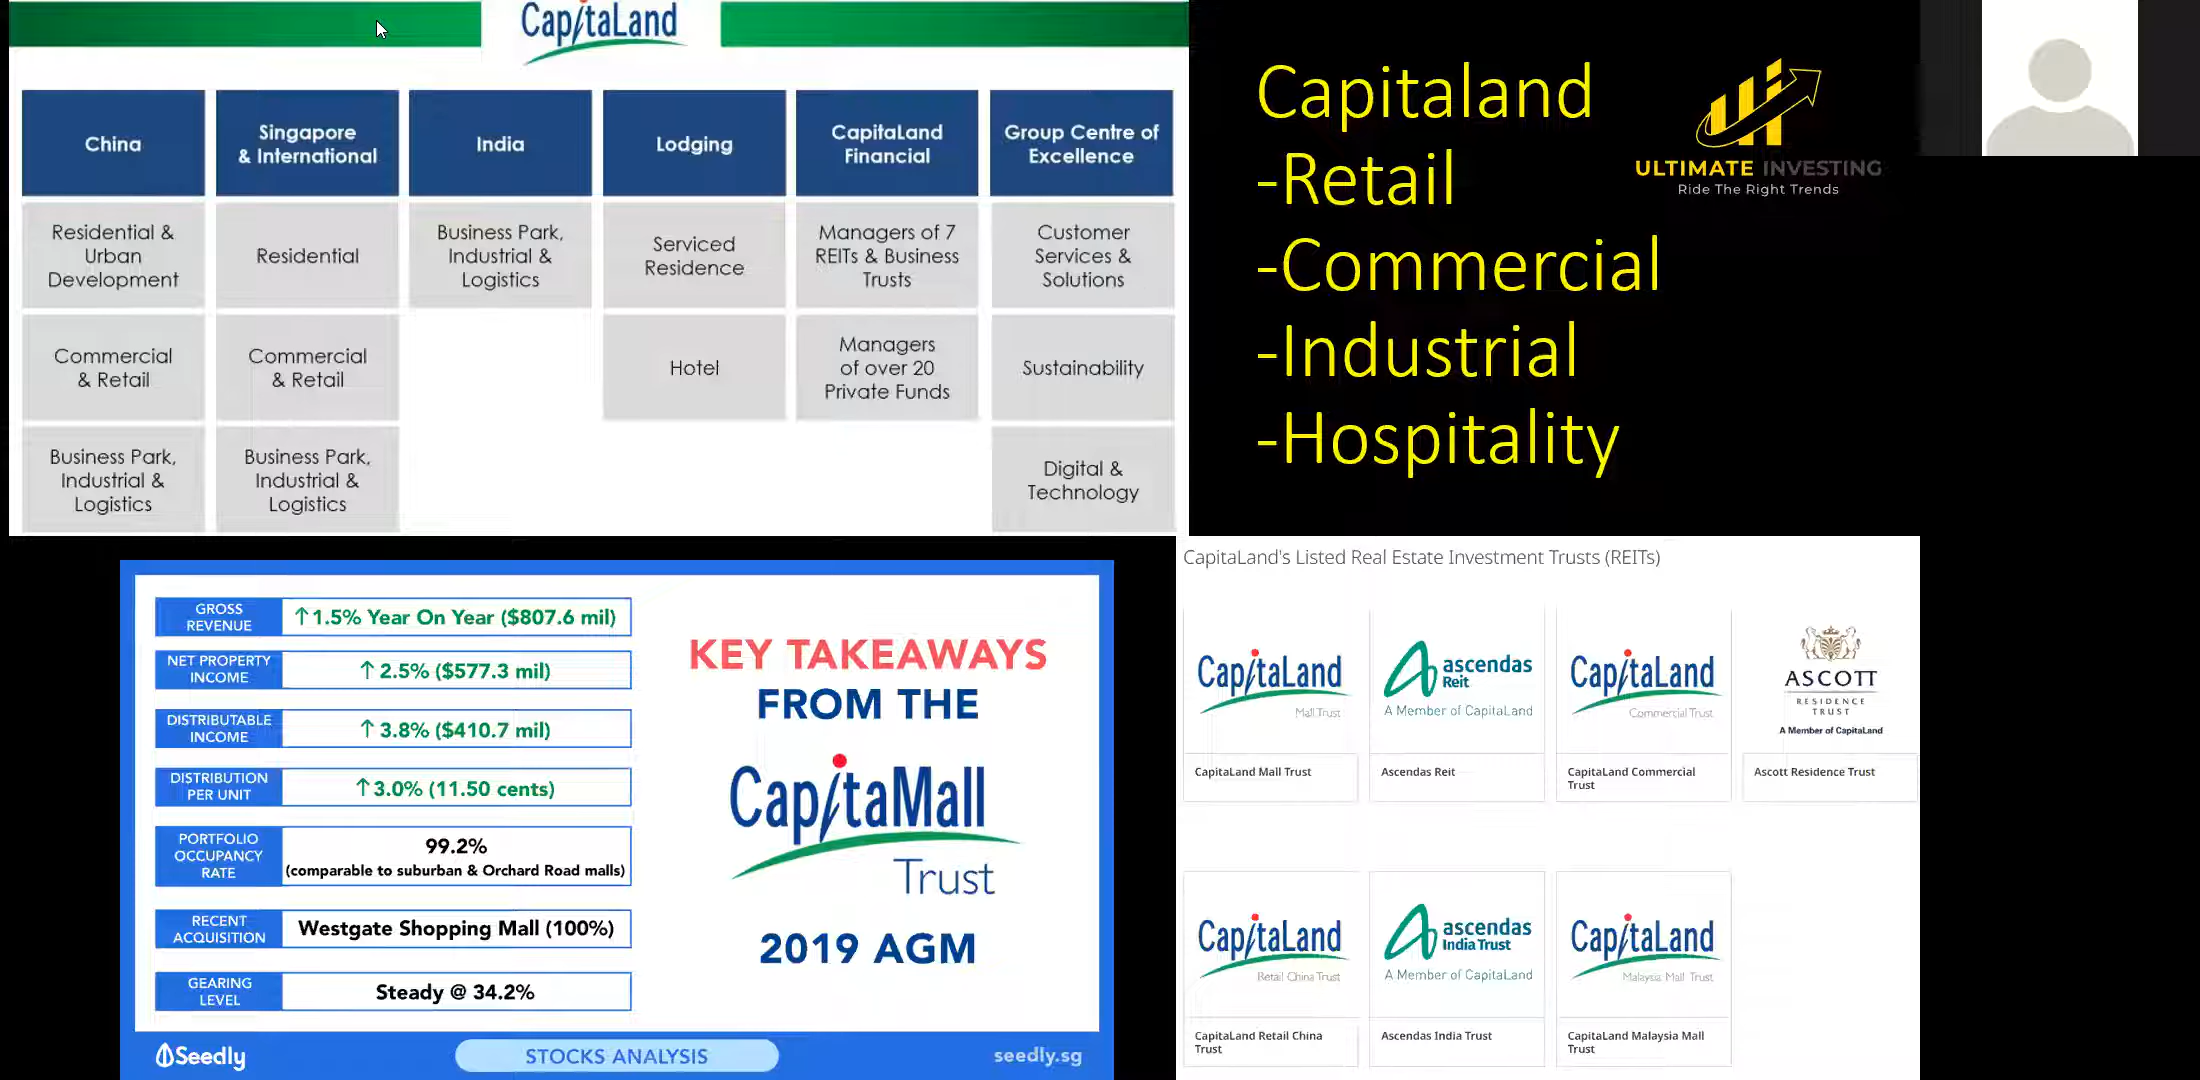 CapitaLand
China
Singapore
& International
India
Lodging
CapitaLand
Financial
Group Centre of
Excellence
Residential &
Urban
Development
Residential
Business Park,
Industrial &
Logistics
Serviced
Residence
Managers of 7
REITs & Business
Trusts
Customer
Services &
Solutions
Commercial
& Retail
Commercial
& Retail
Hotel
Managers
of over 20
Private Funds
Sustainability
Business Park,
Industrial &
Logistics
Business Park,
Industrial &
Logistics
Digital &
Technology
Capitaland
-Retail
-Commercial
-Industrial
-Hospitality
ULTIMATE INVESTING
Ride The Right Trends
GROSS
REVENUE
↑1.5% Year On Year ($807.6 mil)
NET PROPERTY
INCOME
↑ 2.5% ($577.3 mil)
DISTRIBUTABLE
INCOME
↑ 3.8% ($410.7 mil)
DISTRIBUTION
PER UNIT
↑3.0% (11.50 cents)
PORTFOLIO
OCCUPANCY
RATE
99.2%
(comparable to suburban & Orchard Road malls)
RECENT
ACQUISITION
Westgate Shopping Mall (100%)
GEARING
LEVEL
Steady @ 34.2%
KEY TAKEAWAYS
FROM THE
CapitaMall
Trust
2019 AGM
Seedly
STOCKS ANALYSIS
seedly.sg
CapitaLand's Listed Real Estate Investment Trusts (REITs)
CapitaLand
Mall Trust
CapitaLand Mall Trust
ascendas
Reit
A Member of CapitaLand
Ascendas Reit
CapitaLand
Commercial Trust
CapitaLand Commercial
Trust
ASCOTT
RESIDENCE
TRUST
A Member of CapitaLand
Ascott Residence Trust
CapitaLand
Retail China Trust
CapitaLand Retail China
Trust
ascendas
India Trust
A Member of CapitaLand
Ascendas India Trust
CapitaLand
Malaysia Mall Trust
CapitaLand Malaysia Mall
Trust